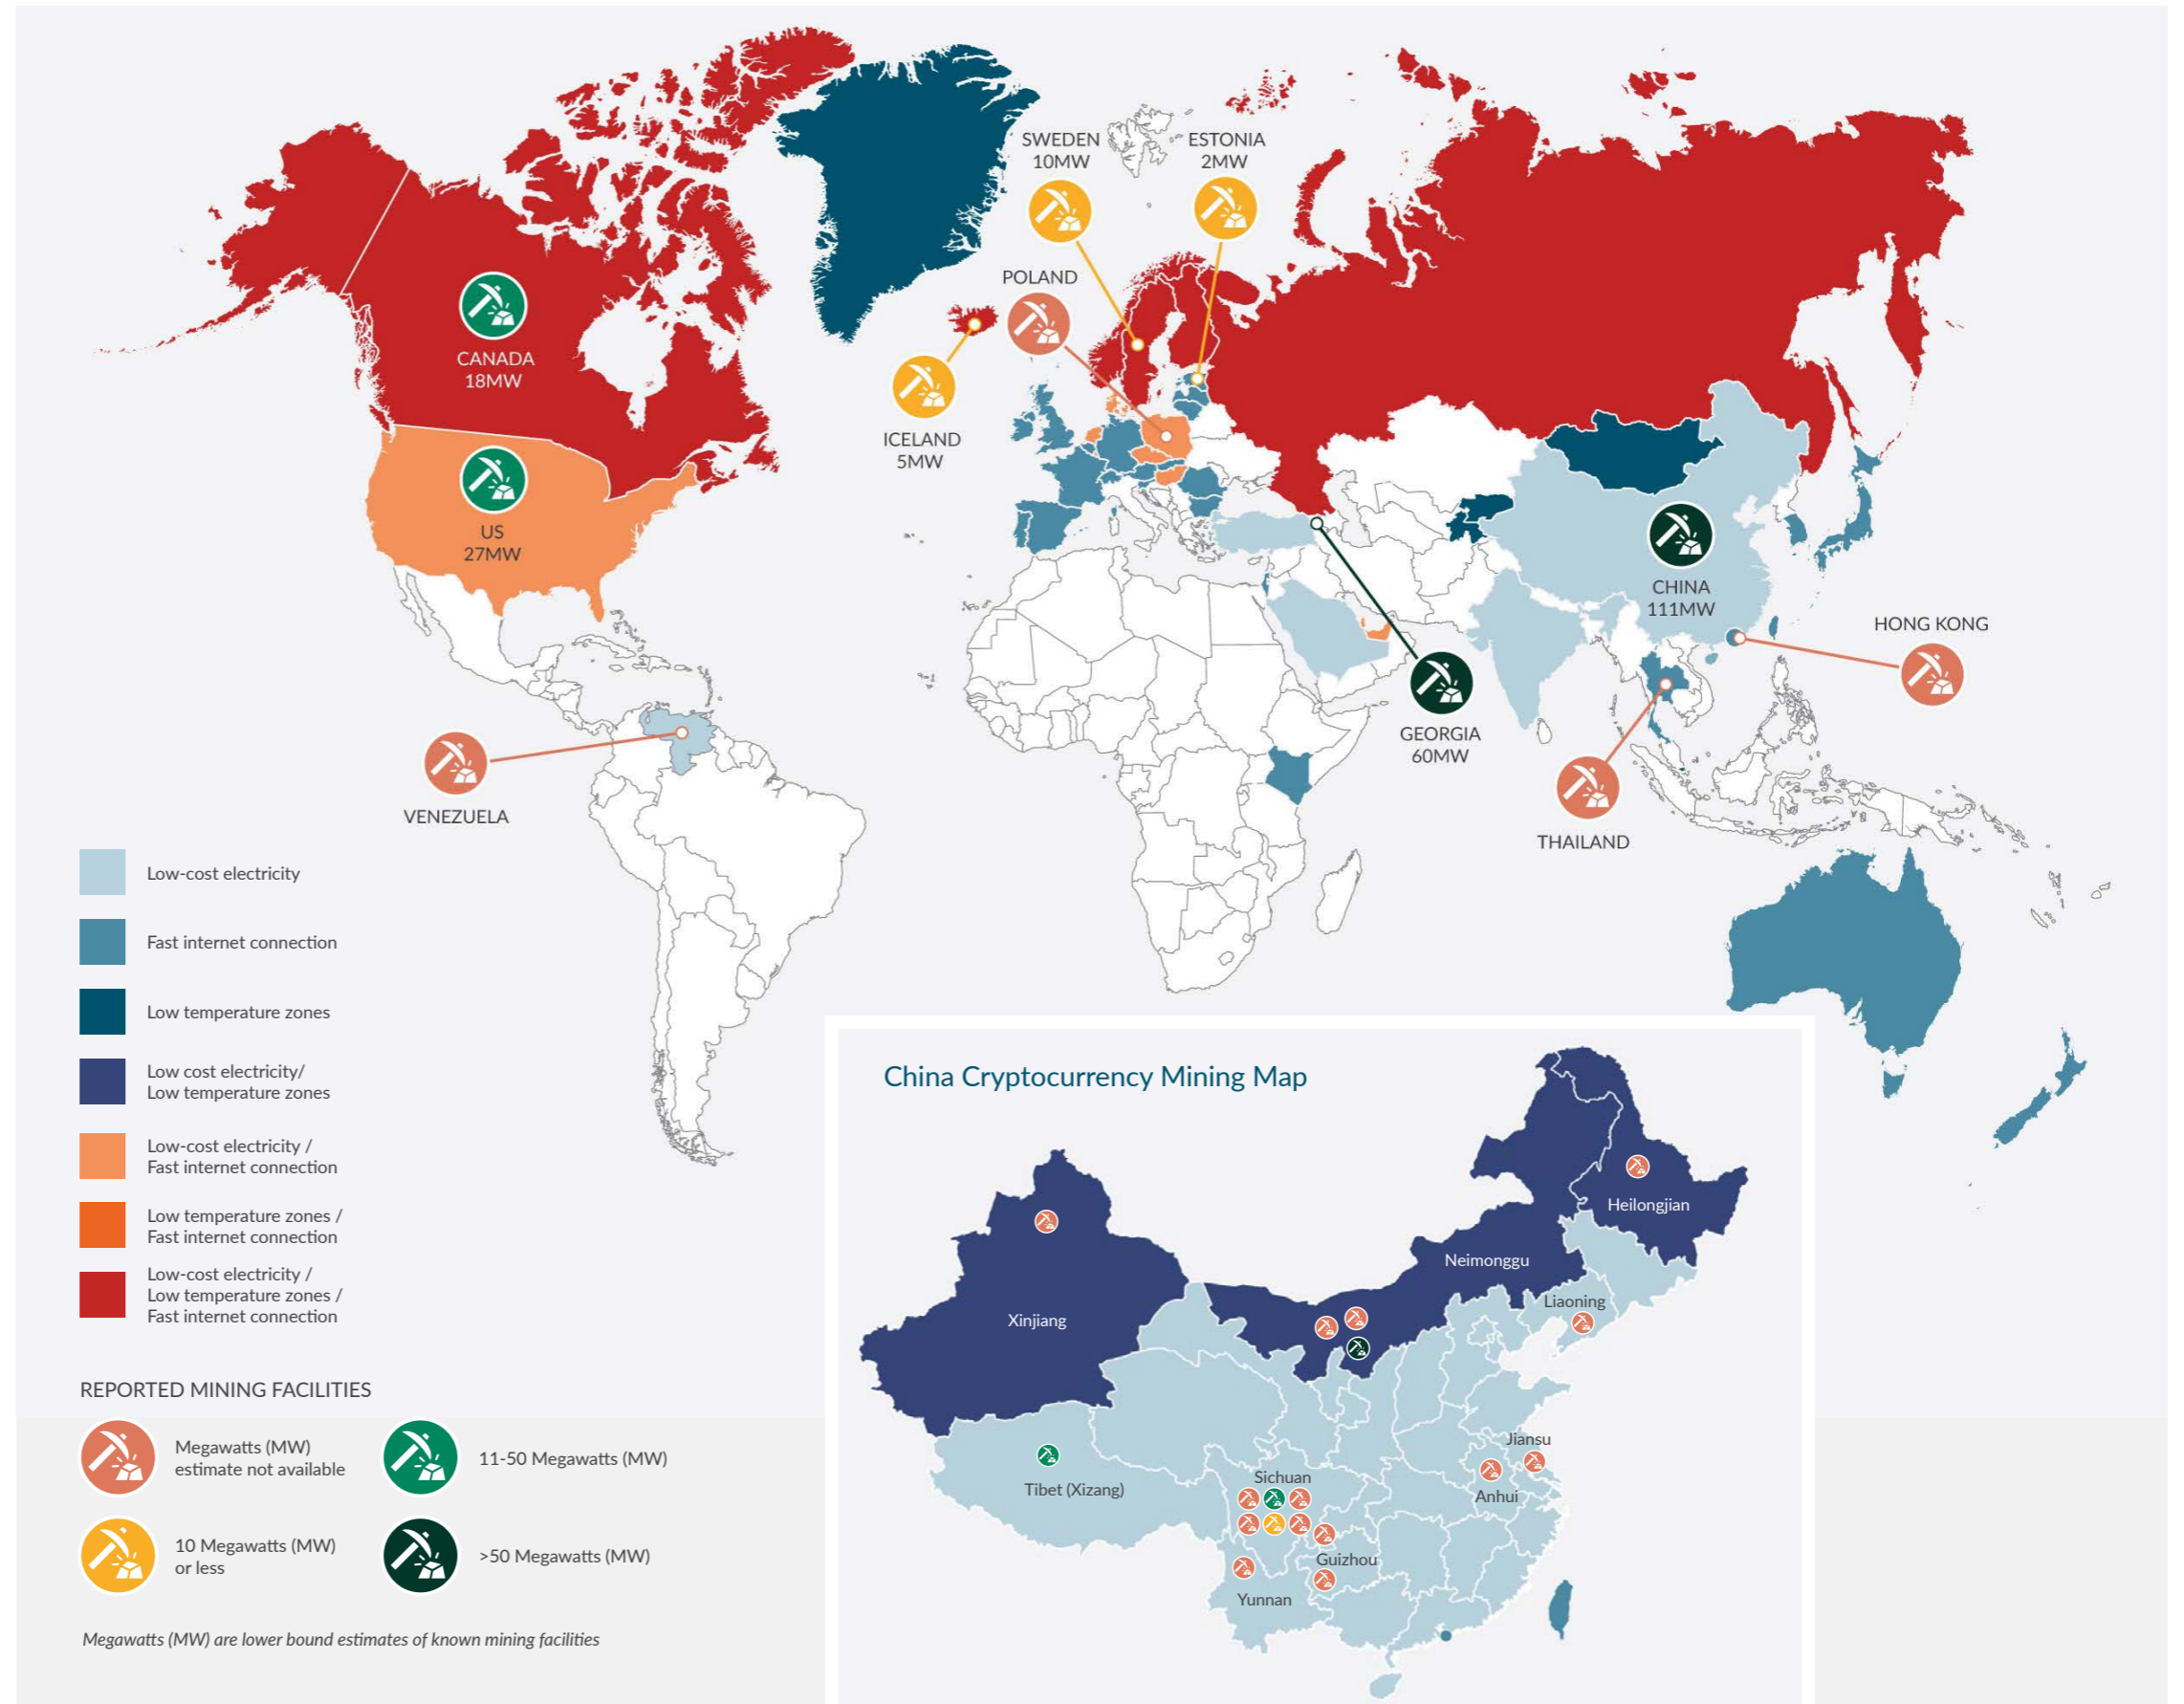 SWEDEN
10MW
ESTONIA
2MW
POLAND
CANADA
18MW
ICELAND
5MW
US
27MW
CHINA
111MW
HONG KONG
GEORGIA
60MW
VENEZUELA
THAILAND
Low-cost electricity
Fast internet connection
Low temperature zones
Low cost electricity/
Low temperature zones
Low-cost electricity /
Fast internet connection
Low temperature zones /
Fast internet connection
Low-cost electricity /
Low temperature zones /
Fast internet connection
REPORTED MINING FACILITIES
Megawatts (MW)
estimate not available
11-50 Megawatts (MW)
10 Megawatts (MW)
or less
>50 Megawatts (MW)
Megawatts (MW) are lower bound estimates of known mining facilities
China Cryptocurrency Mining Map
Heilongjian
Neimonggu
Liaoning
Xinjiang
Jiansu
Sichuan
Tibet (Xizang)
Anhui
Guizhou
Yunnan